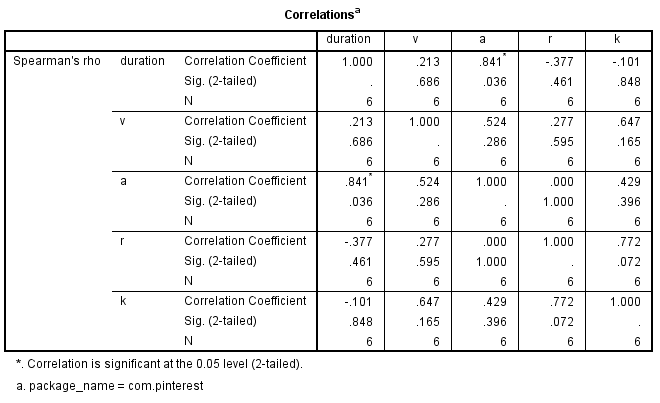 Correlationsa
duration v a r k
Spearman's rho duration Correlation Coefficient 1.000 .213 .841* -.377 -.101
Sig. (2-tailed) . .686 .036 .461 .848
N 6 6 6 6 6
v Correlation Coefficient .213 1.000 .524 .277 .647
Sig. (2-tailed) .686 . .286 .595 .165
N 6 6 6 6 6
a Correlation Coefficient .841* .524 1.000 .000 .429
Sig. (2-tailed) .036 .286 . 1.000 .396
N 6 6 6 6 6
r Correlation Coefficient -.377 .277 .000 1.000 .772
Sig. (2-tailed) .461 .595 1.000 . .072
N 6 6 6 6 6
k Correlation Coefficient -.101 .647 .429 .772 1.000
Sig. (2-tailed) .848 .165 .396 .072 .
N 6 6 6 6 6
*. Correlation is significant at the 0.05 level (2-tailed).
a. package_name = com.pinterest